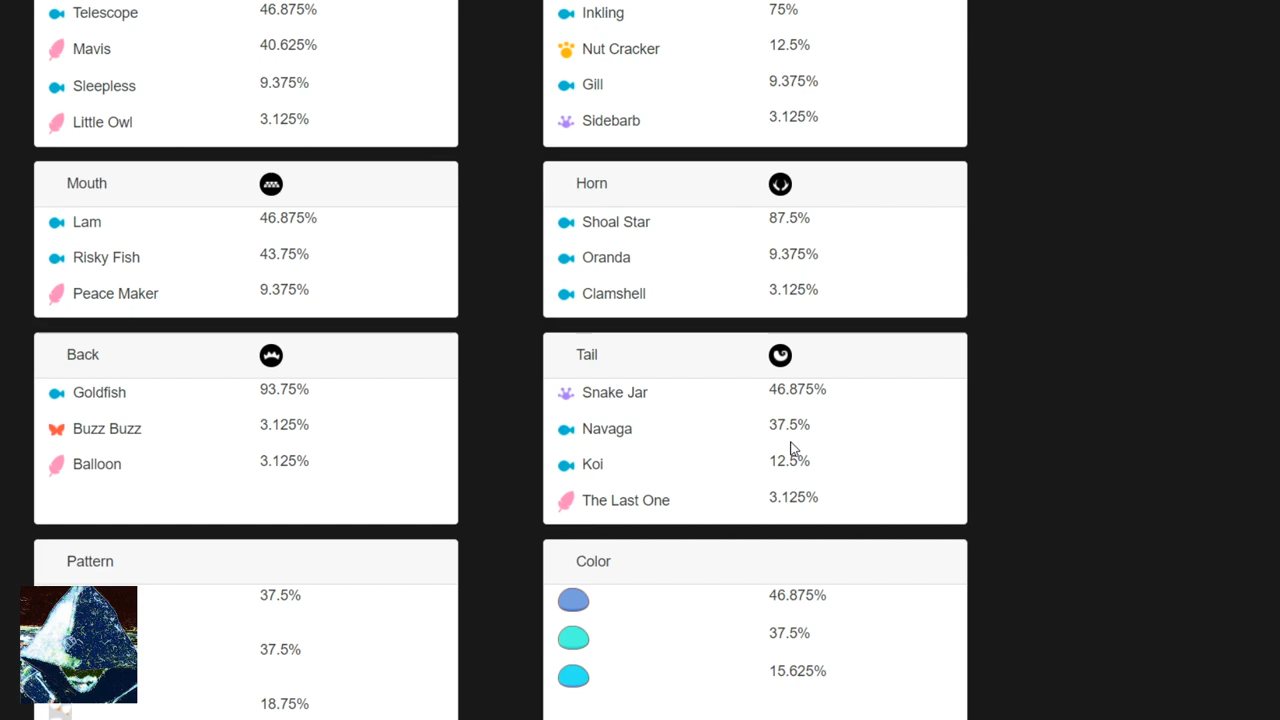 Telescope 46.875%
Mavis 40.625%
Sleepless 9.375%
Little Owl 3.125%
Inkling 75%
Nut Cracker 12.5%
Gill 9.375%
Sidebarb 3.125%
Mouth
Lam 46.875%
Risky Fish 43.75%
Peace Maker 9.375%
Horn
Shoal Star 87.5%
Oranda 9.375%
Clamshell 3.125%
Back
Goldfish 93.75%
Buzz Buzz 3.125%
Balloon 3.125%
Tail
Snake Jar 46.875%
Navaga 37.5%
Koi 12.5%
The Last One 3.125%
Pattern
37.5%
37.5%
18.75%
Color
46.875%
37.5%
15.625%